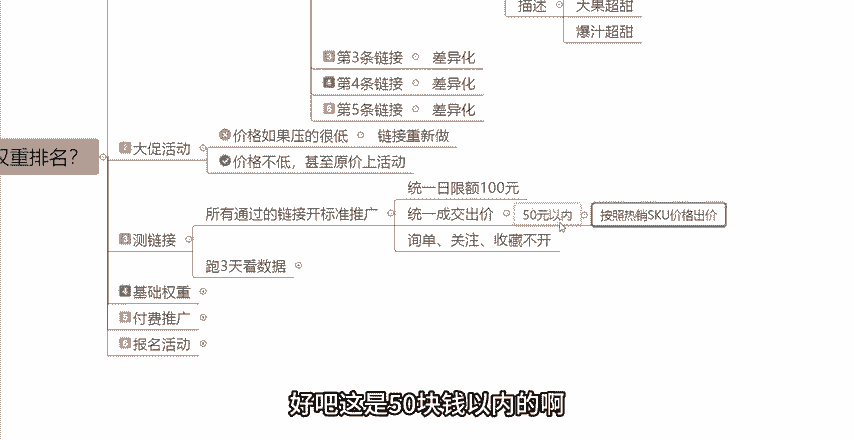 描述
大果超甜
爆汁超甜
3 第3条链接
差异化
4 第4条链接
差异化
5 第5条链接
差异化
权重排名?
2 大促活动
价格如果压的很低
链接重新做
价格不低,甚至原价上活动
3 测链接
所有通过的链接开标准推广
统一日限额100元
统一成交出价
50元以内
按照热销SKU价格出价
询单、关注、收藏不开
跑3天看数据
4 基础权重
5 付费推广
6 报名活动
好吧这是50块钱以内的啊